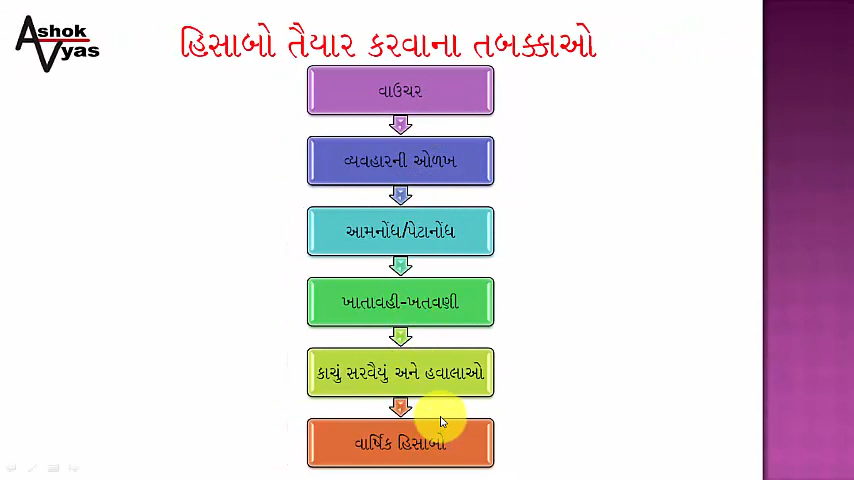 Ashok
Vyas
હિસાબો તૈયાર કરવાના તબક્કાઓ
વાઉચર
વ્યવહારની ઓળખ
આમનોંધ/પેટાનોંધ
ખાતાવહી-ખતવણી
કાચું સરવૈયું અને હવાલાઓ
વાર્ષિક હિસાબો